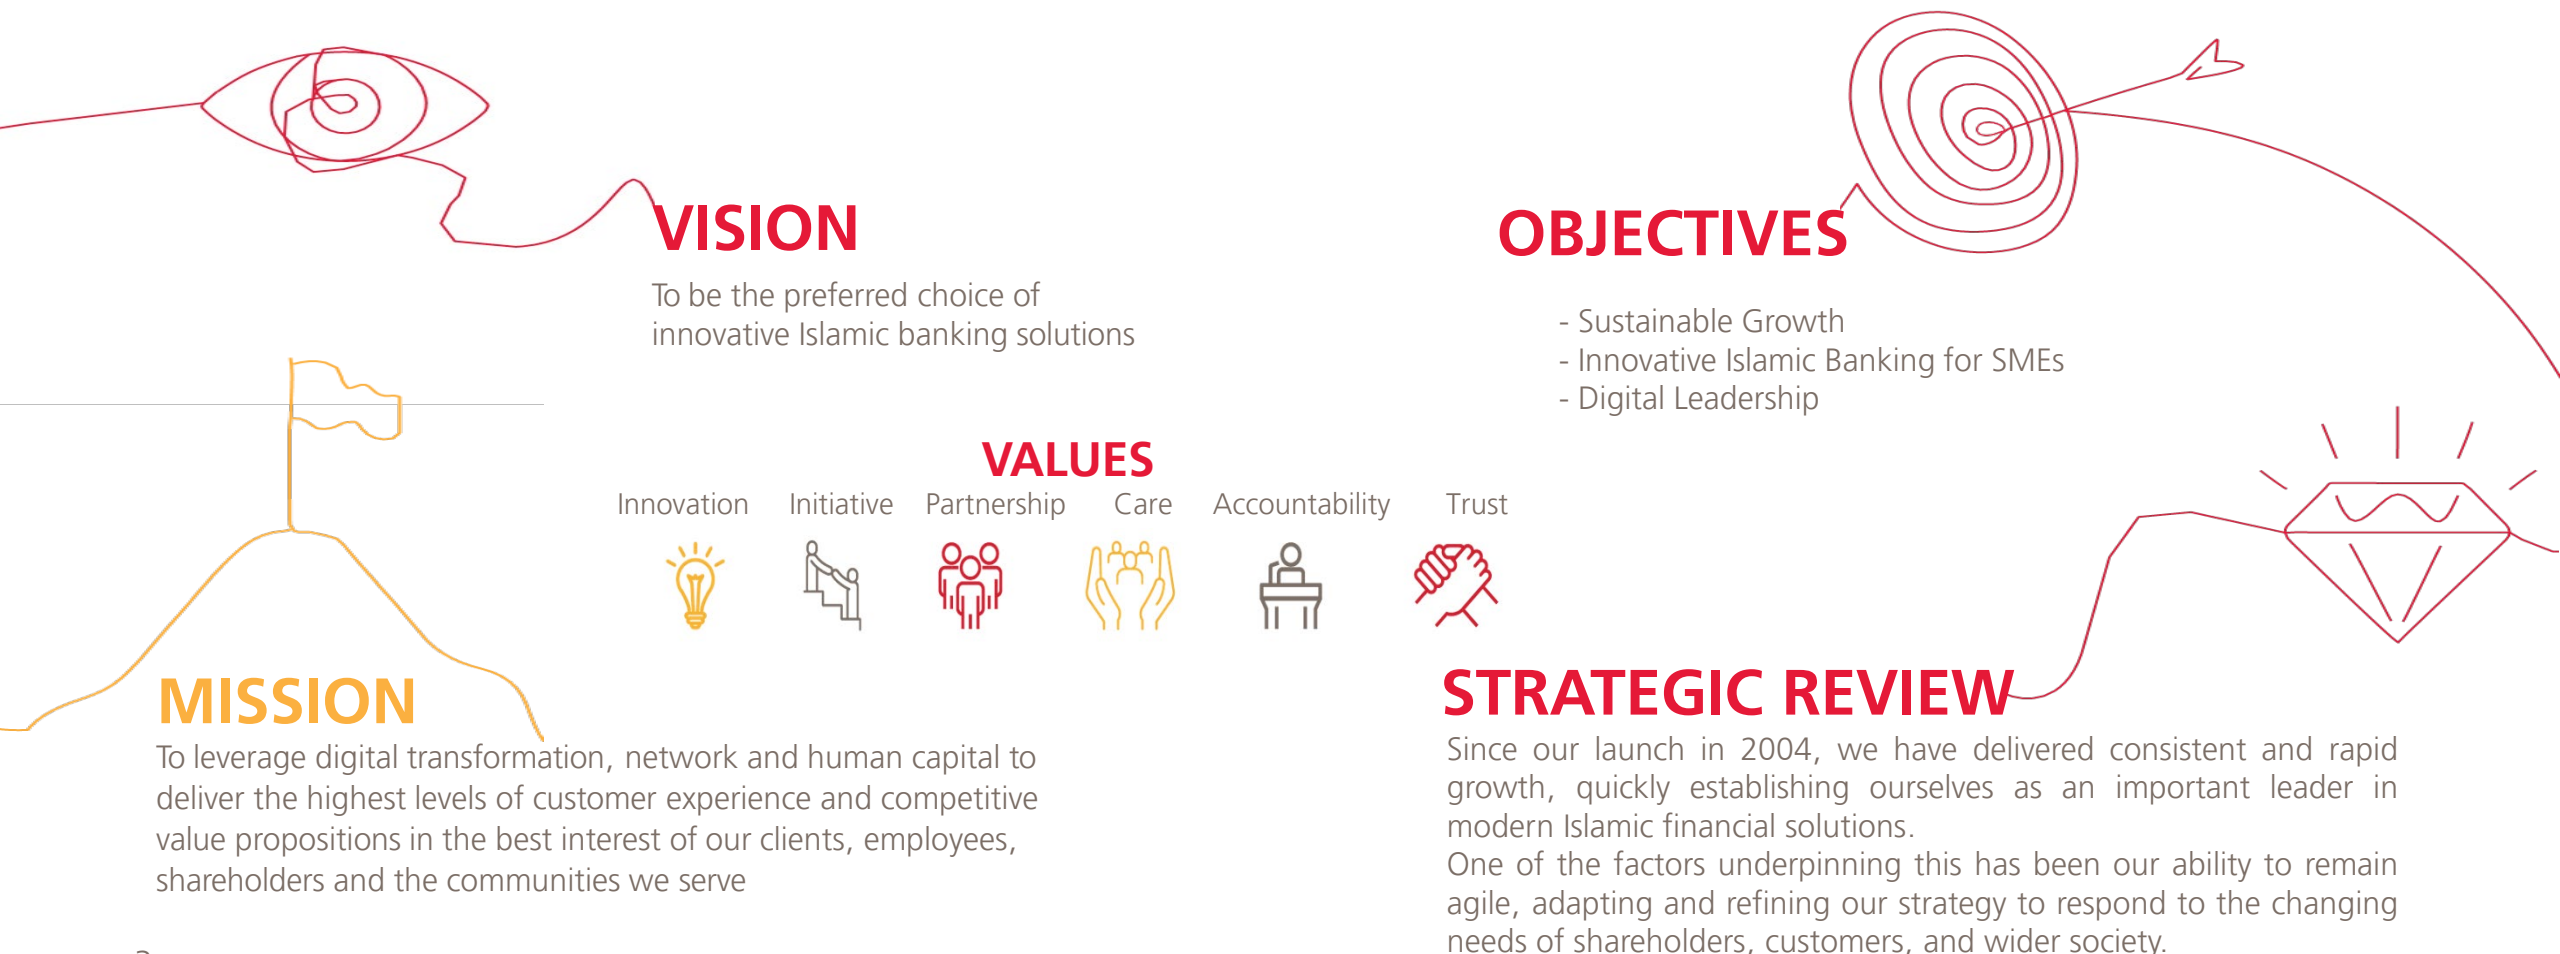 VISION
To be the preferred choice of
innovative Islamic banking solutions
OBJECTIVES
- Sustainable Growth
- Innovative Islamic Banking for SMEs
- Digital Leadership
VALUES
Innovation Initiative Partnership Care Accountability Trust
MISSION
To leverage digital transformation, network and human capital to
deliver the highest levels of customer experience and competitive
value propositions in the best interest of our clients, employees,
shareholders and the communities we serve
STRATEGIC REVIEW
Since our launch in 2004, we have delivered consistent and rapid
growth, quickly establishing ourselves as an important leader in
modern Islamic financial solutions.
One of the factors underpinning this has been our ability to remain
agile, adapting and refining our strategy to respond to the changing
needs of shareholders, customers, and wider society.